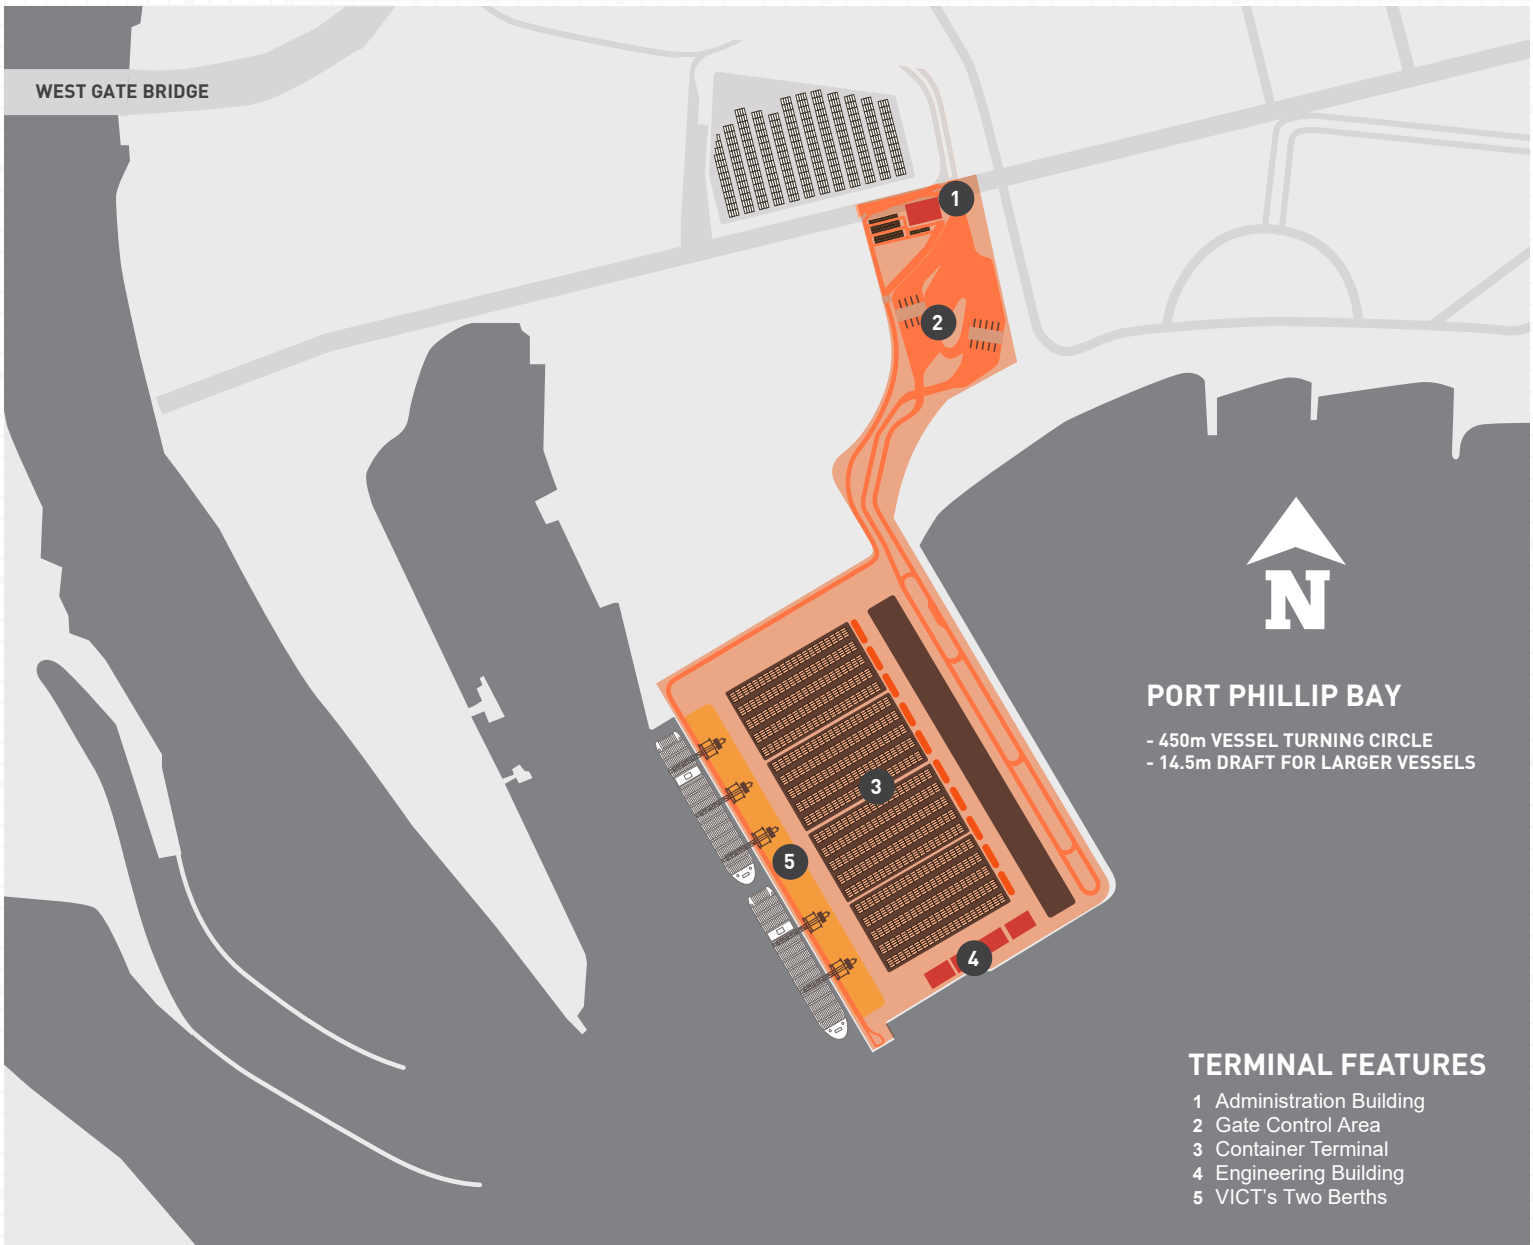 WEST GATE BRIDGE
1
2
3
5
4
N
PORT PHILLIP BAY
- 450m VESSEL TURNING CIRCLE
- 14.5m DRAFT FOR LARGER VESSELS
TERMINAL FEATURES
1 Administration Building
2 Gate Control Area
3 Container Terminal
4 Engineering Building
5 VICT's Two Berths